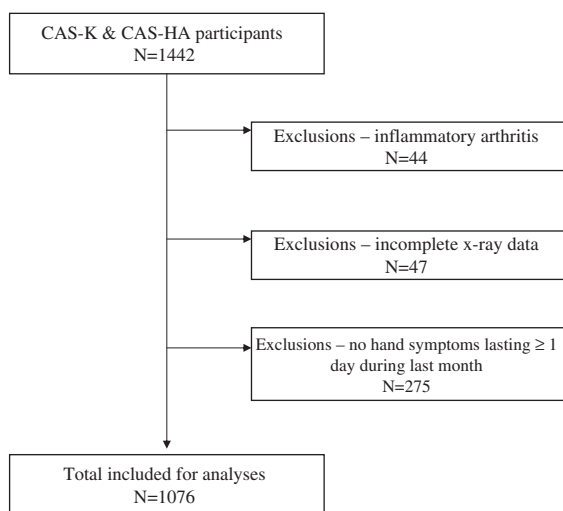 CAS-K & CAS-HA participants
N=1442
Exclusions – inflammatory arthritis
N=44
Exclusions – incomplete x-ray data
N=47
Exclusions – no hand symptoms lasting ≥ 1
day during last month
N=275
Total included for analyses
N=1076